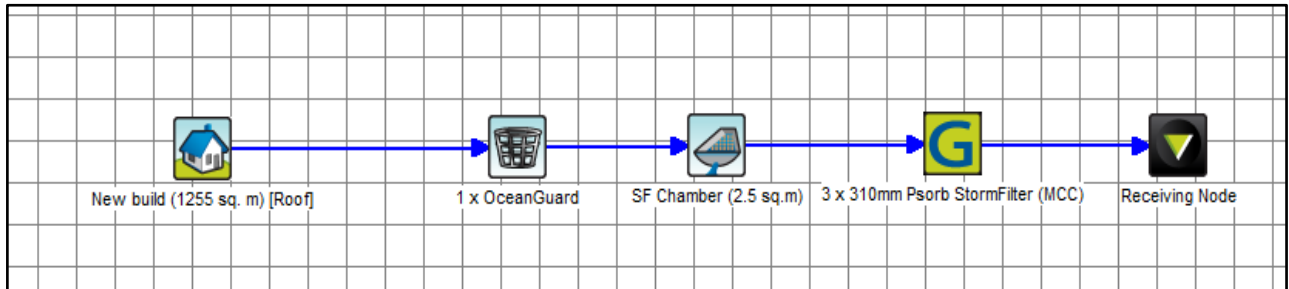 G
New build (1255 sq. m) [Roof]
1 x OceanGuard
SF Chamber (2.5 sq.m)
3 x 310mm Psorb StormFilter (MCC)
Receiving Node